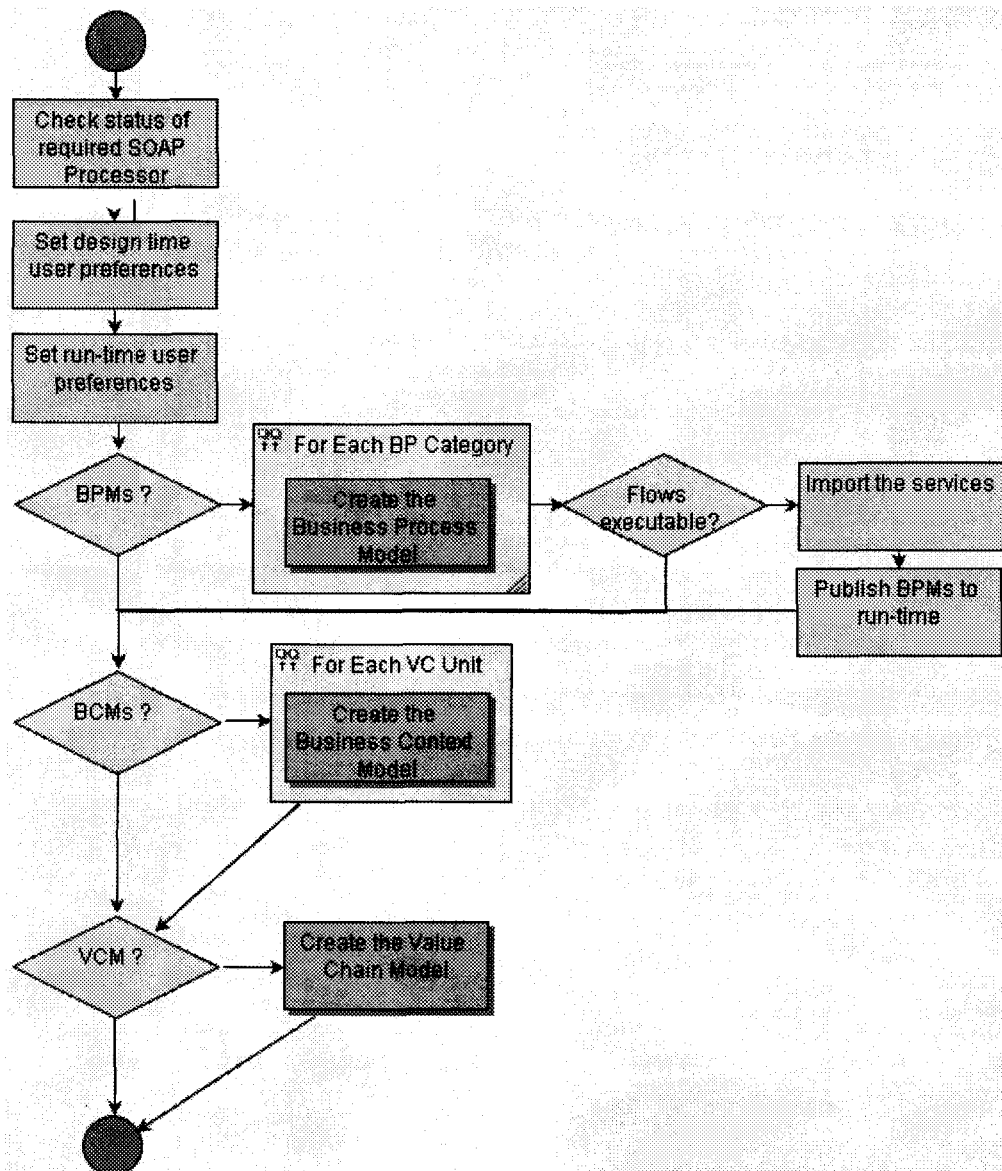 Check status of
required SOAP
Processor
Set design time
user preferences
Set run-time user
preferences
BPMs ?
For Each BP Category
Create the
Business Process
Model
Flows
executable?
Import the services
Publish BPMs to
run-time
BCMs ?
For Each VC Unit
Create the
Business Context
Model
VCM ?
Create the Value
Chain Model